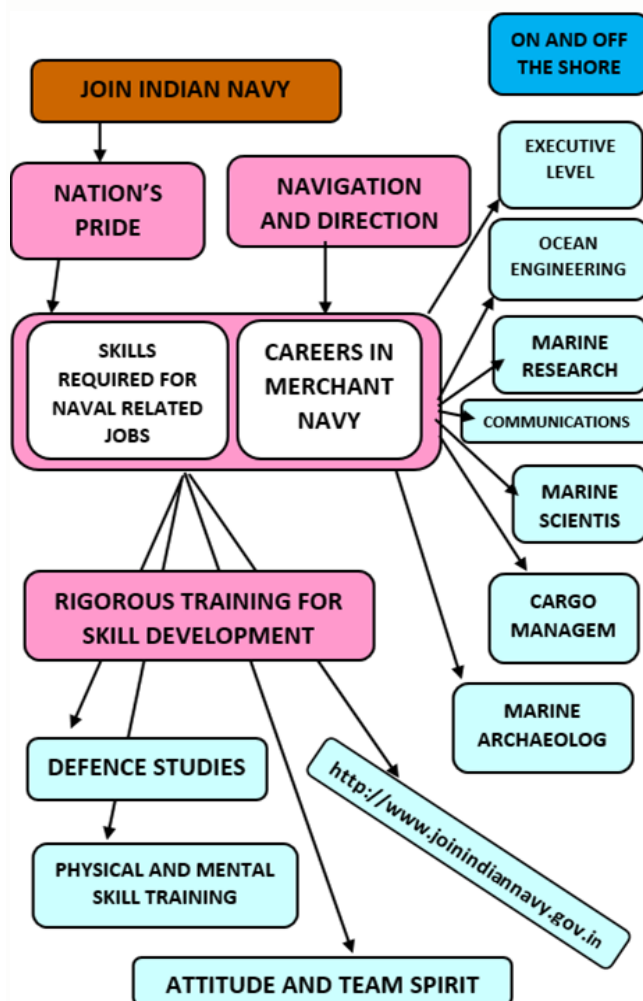 ON AND OFF
THE SHORE
JOIN INDIAN NAVY
EXECUTIVE
LEVEL
NATION'S
PRIDE
NAVIGATION
AND DIRECTION
OCEAN
ENGINEERING
SKILLS
REQUIRED FOR
NAVAL RELATED
JOBS
CAREERS IN
MERCHANT
NAVY
MARINE
RESEARCH
COMMUNICATIONS
MARINE
SCIENTIS
RIGOROUS TRAINING FOR
SKILL DEVELOPMENT
CARGO
MANAGEM
MARINE
ARCHAEOLOG
DEFENCE STUDIES
http://www.joinindiannavy.gov.in
PHYSICAL AND MENTAL
SKILL TRAINING
ATTITUDE AND TEAM SPIRIT